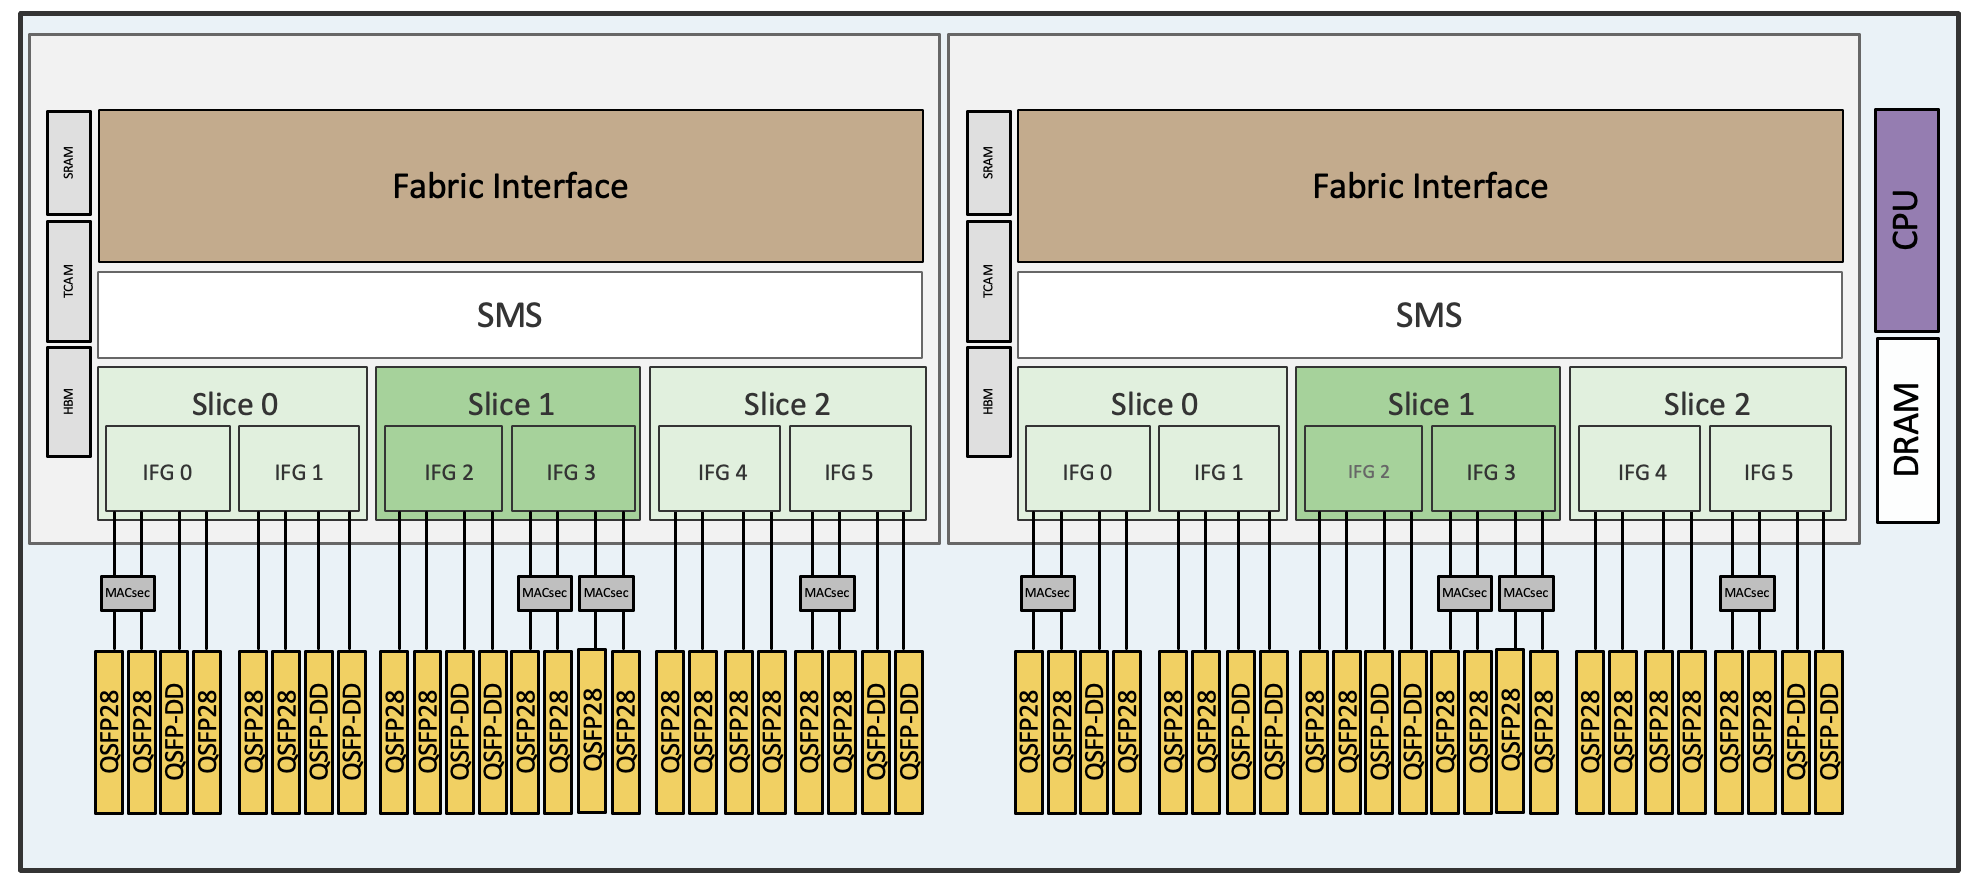 Fabric Interface
SRAM
TCAM
HBM
SMS
Slice 0
Slice 1
Slice 2
IFG 0
IFG 1
IFG 2
IFG 3
IFG 4
IFG 5
MACsec
MACsec
MACsec
MACsec
QSFP28
QSFP28
QSFP-DD
QSFP28
QSFP28
QSFP28
QSFP-DD
QSFP-DD
QSFP28
QSFP28
QSFP-DD
QSFP-DD
QSFP28
QSFP28
QSFP28
QSFP28
QSFP28
QSFP28
QSFP28
QSFP28
QSFP28
QSFP28
QSFP-DD
QSFP-DD
Fabric Interface
SRAM
TCAM
HBM
SMS
Slice 0
Slice 1
Slice 2
IFG 0
IFG 1
IFG 2
IFG 3
IFG 4
IFG 5
MACsec
MACsec
MACsec
MACsec
QSFP28
QSFP28
QSFP-DD
QSFP28
QSFP28
QSFP28
QSFP-DD
QSFP-DD
QSFP28
QSFP28
QSFP-DD
QSFP-DD
QSFP28
QSFP28
QSFP28
QSFP28
QSFP28
QSFP28
QSFP28
QSFP28
QSFP28
QSFP28
QSFP-DD
QSFP-DD
CPU
DRAM